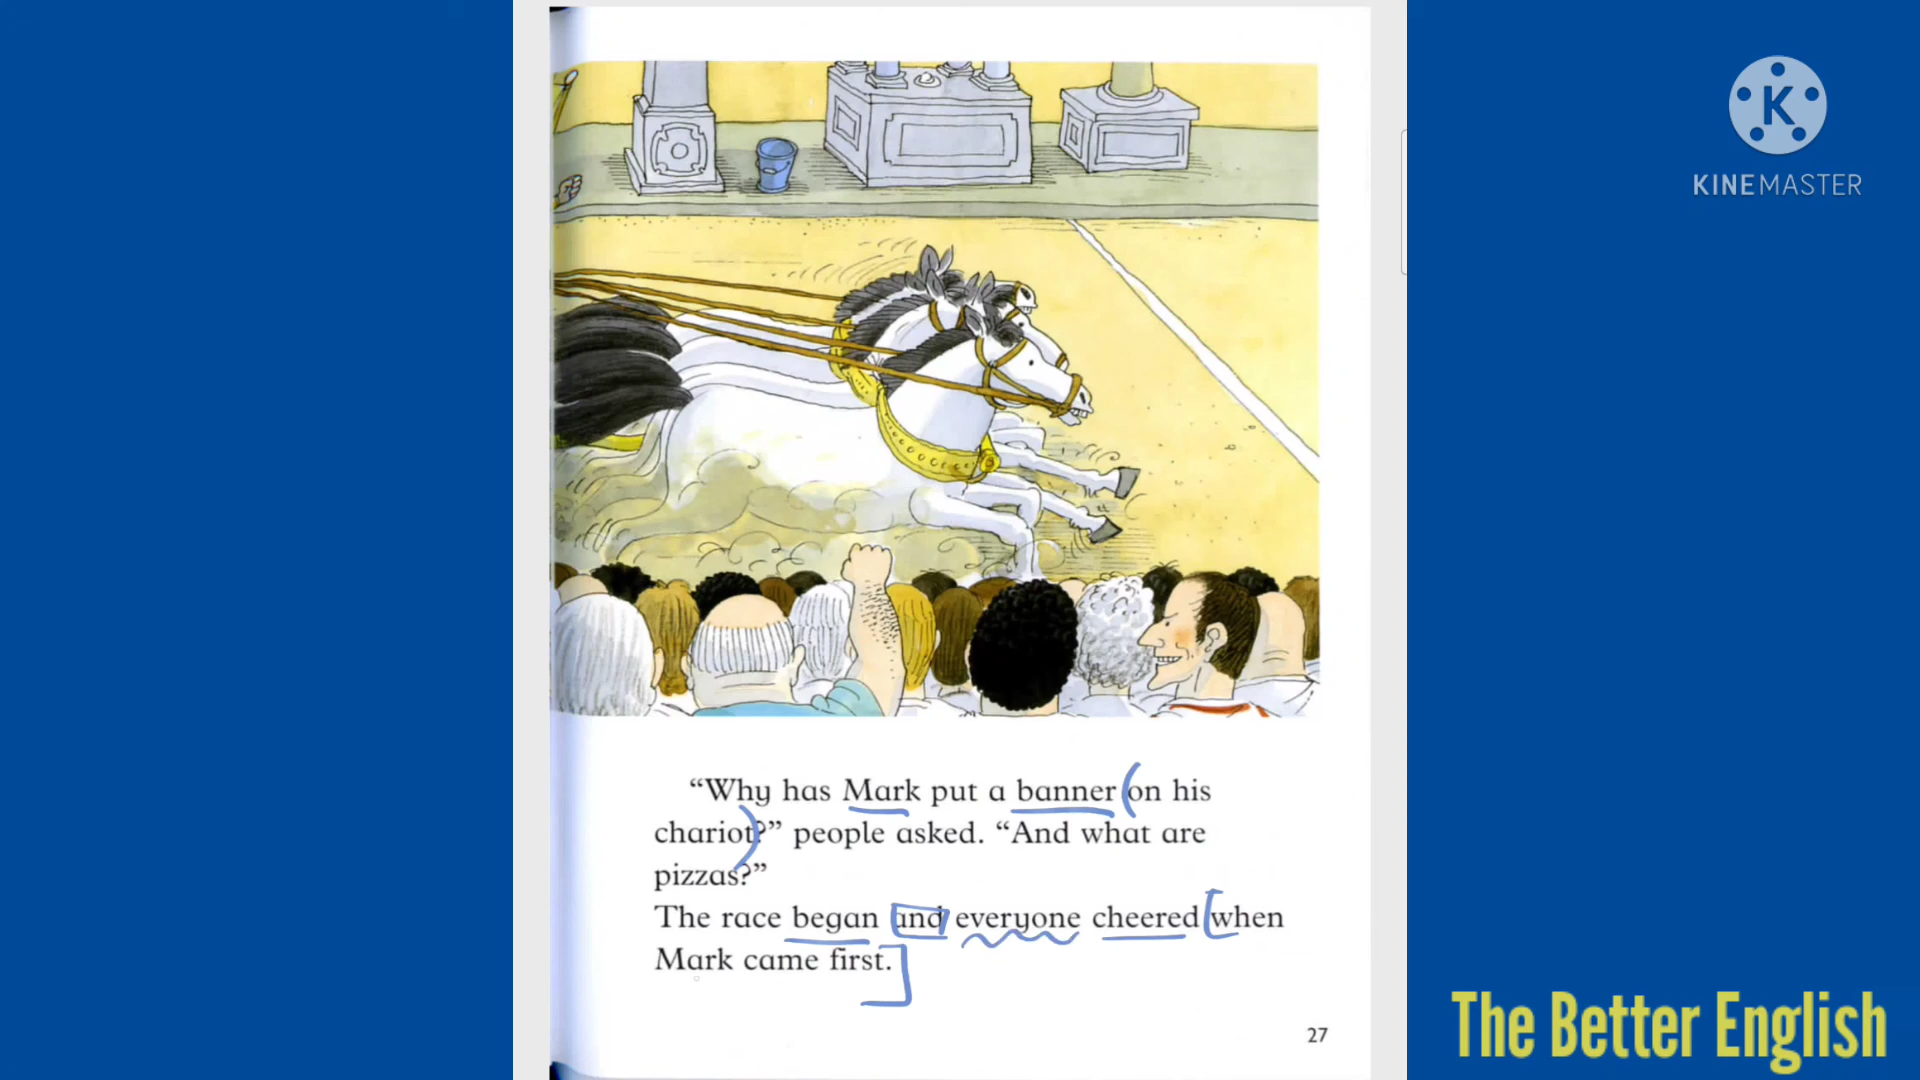 K
KINEMASTER
“Why has Mark put a banner on his
chariot?” people asked. “And what are
pizzas?”
The race began and everyone cheered when
Mark came first.
27
The Better English